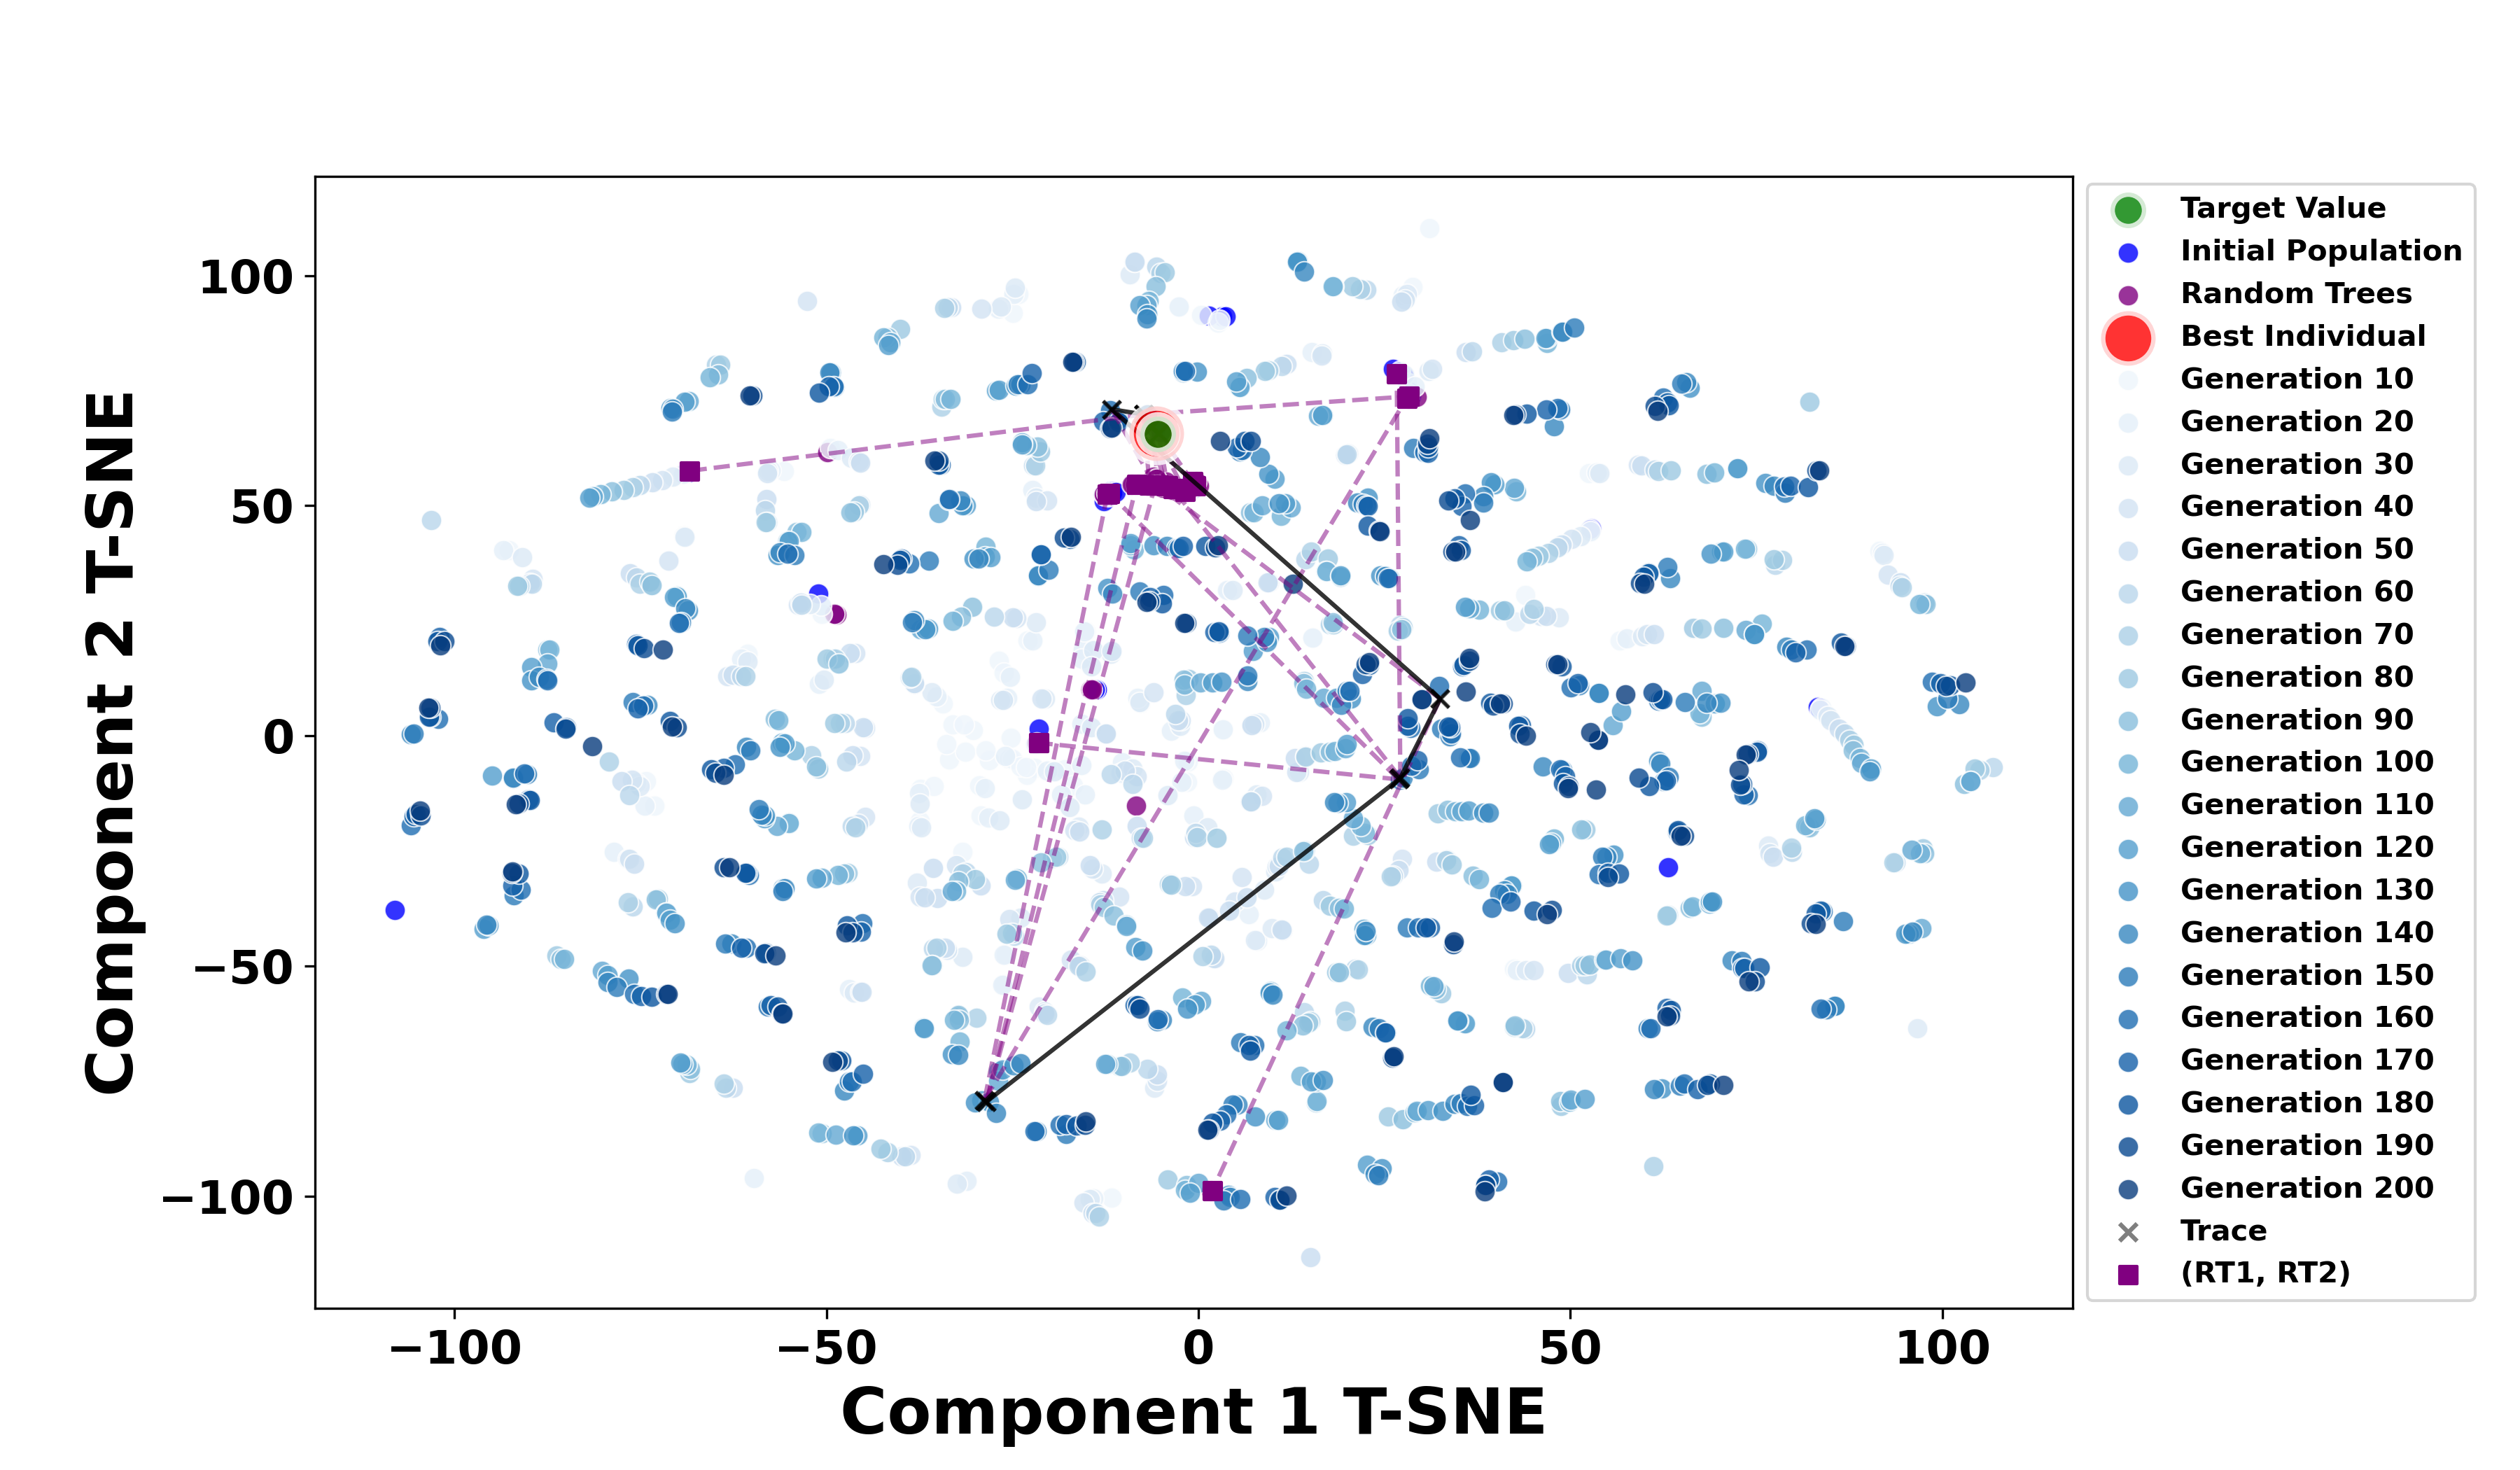 100
50
0
−50
−100
Component 2 T-SNE
−100
−50
0
50
100
Component 1 T-SNE
Target Value
Initial Population
Random Trees
Best Individual
Generation 10
Generation 20
Generation 30
Generation 40
Generation 50
Generation 60
Generation 70
Generation 80
Generation 90
Generation 100
Generation 110
Generation 120
Generation 130
Generation 140
Generation 150
Generation 160
Generation 170
Generation 180
Generation 190
Generation 200
Trace
(RT1, RT2)